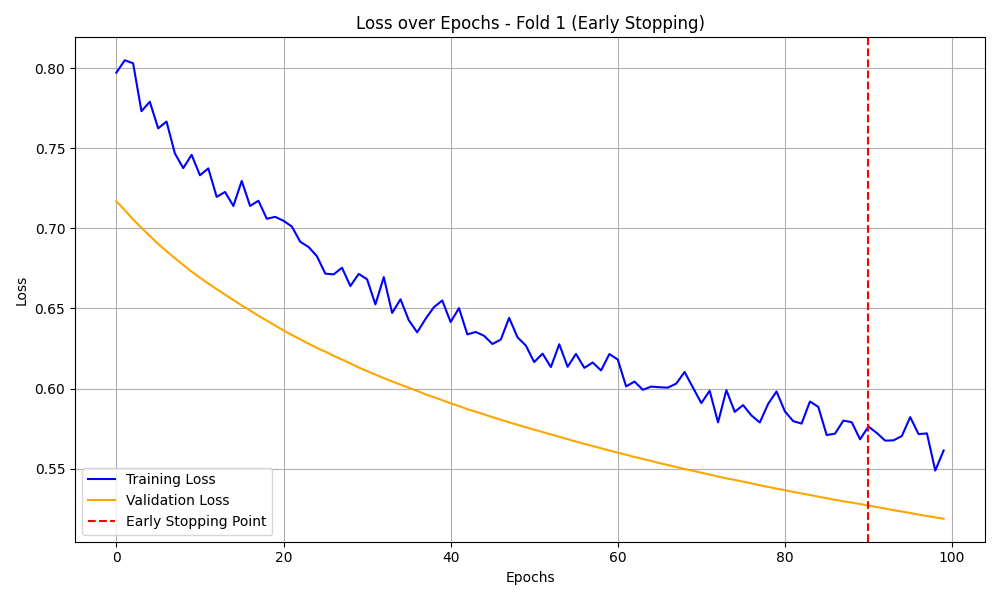 Loss over Epochs - Fold 1 (Early Stopping)
Loss
0.80
0.75
0.70
0.65
0.60
0.55
Training Loss
Validation Loss
Early Stopping Point
0 20 40 60 80 100
Epochs